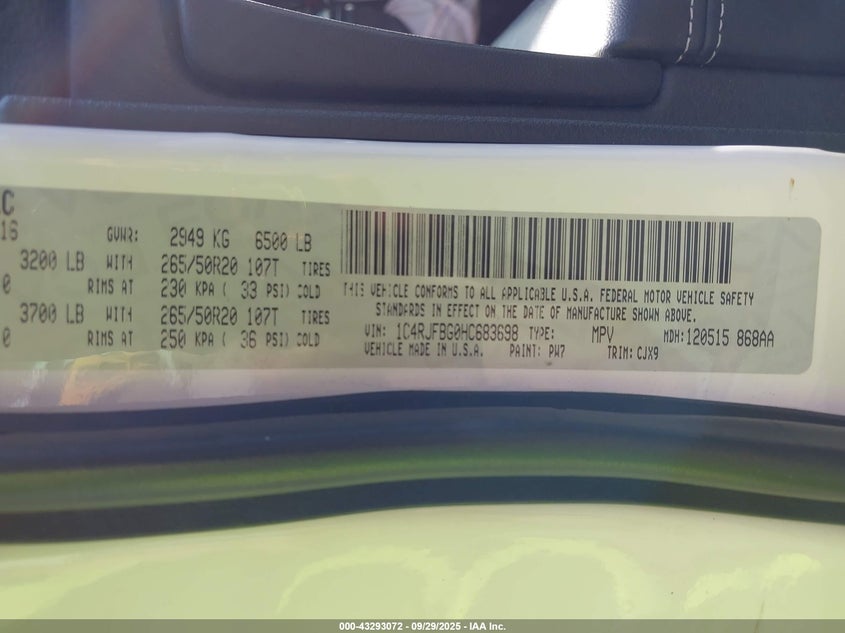 LC
16 GVWR: 2949 KG 6500 LB
3200 LB WITH 265/50R20 107T TIRES
0 RIMS AT 230 KPA ( 33 PSI) COLD
3700 LB WITH 265/50R20 107T TIRES
0 RIMS AT 250 KPA ( 36 PSI) COLD
THIS VEHICLE CONFORMS TO ALL APPLICABLE U.S.A. FEDERAL MOTOR VEHICLE SAFETY
STANDARDS IN EFFECT ON THE DATE OF MANUFACTURE SHOWN ABOVE.
VIN: 1C4RJFBG0HC683698 TYPE: MPV MDH: 120515 868AA
VEHICLE MADE IN U.S.A. PAINT: PW7 TRIM: CJX9
000-43293072 - 09/29/2025 - IAA Inc.